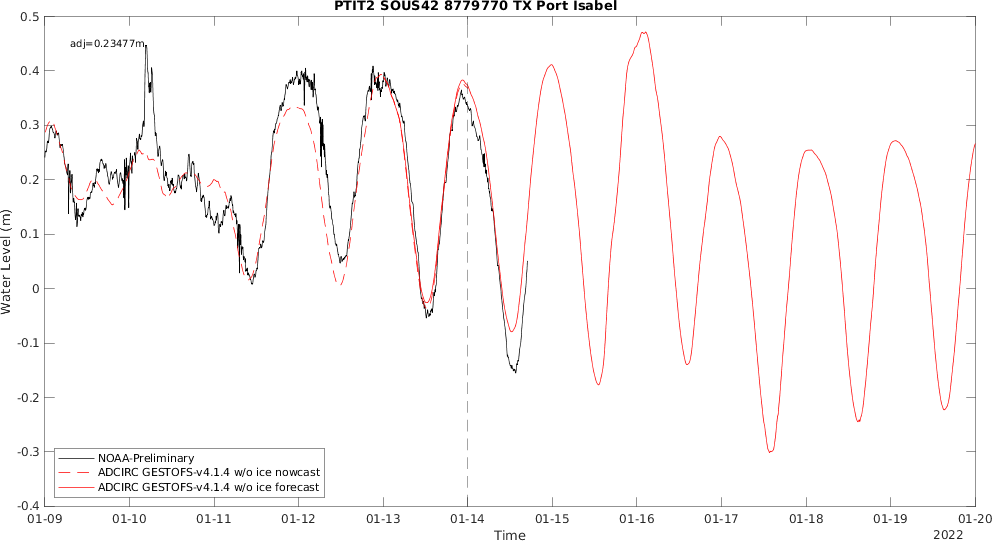 PTIT2 SOUS42 8779770 TX Port Isabel
adj=0.23477m
0.5
0.4
0.3
0.2
0.1
0
-0.1
-0.2
-0.3
-0.4
Water Level (m)
NOAA-Preliminary
ADCIRC GESTOFS-v4.1.4 w/o ice nowcast
ADCIRC GESTOFS-v4.1.4 w/o ice forecast
01-09 01-10 01-11 01-12 01-13 01-14 01-15 01-16 01-17 01-18 01-19 01-20
Time
2022